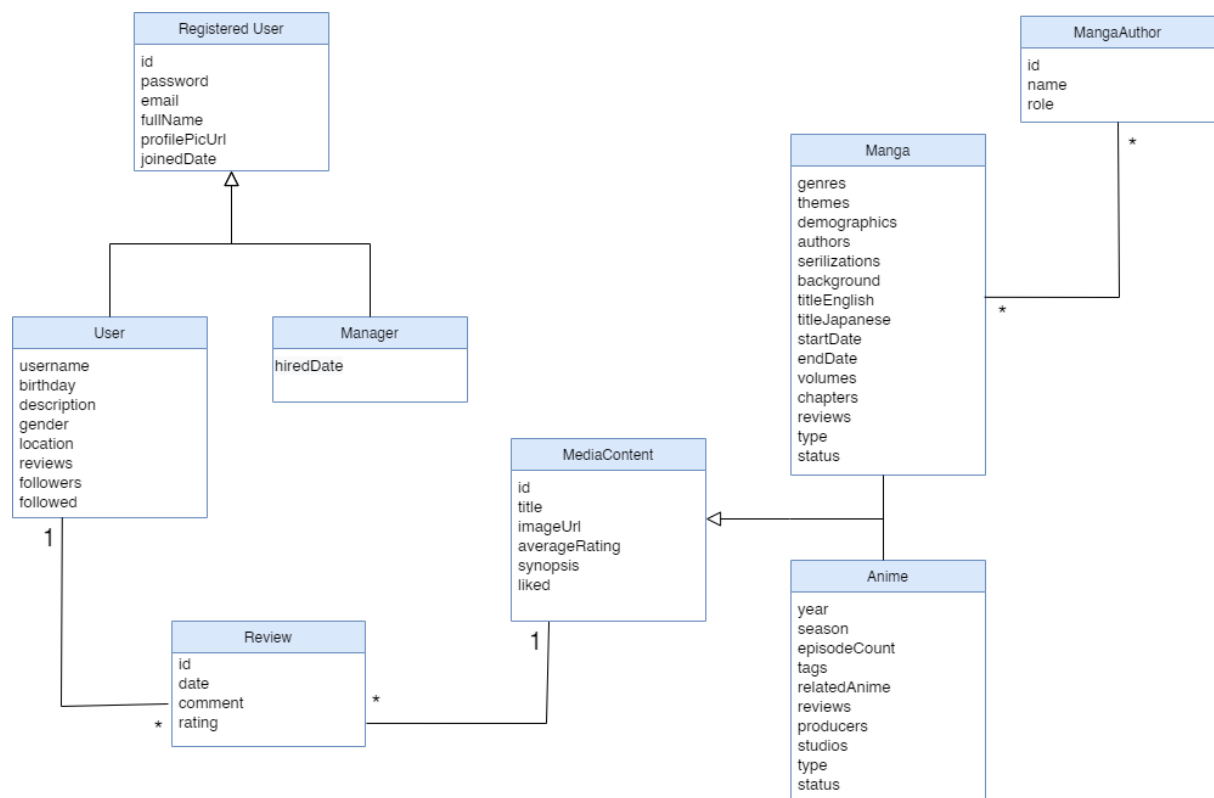 Registered User
id
password
email
fullName
profilePicUrl
joinedDate
MangaAuthor
id
name
role
*
Manga
genres
themes
demographics
authors
serilizations
background
titleEnglish
titleJapanese
startDate
endDate
volumes
chapters
reviews
type
status
*
User
username
birthday
description
gender
location
reviews
followers
followed
1
Manager
hiredDate
MediaContent
id
title
imageUrl
averageRating
synopsis
liked
1
Anime
year
season
episodeCount
tags
relatedAnime
reviews
producers
studios
type
status
Review
id
date
comment
rating
*
*